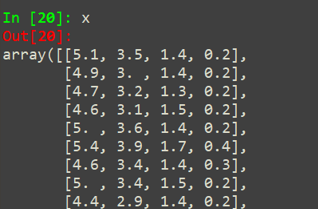 In [20]: x
Out[20]:
array([[5.1, 3.5, 1.4, 0.2],
       [4.9, 3. , 1.4, 0.2],
       [4.7, 3.2, 1.3, 0.2],
       [4.6, 3.1, 1.5, 0.2],
       [5. , 3.6, 1.4, 0.2],
       [5.4, 3.9, 1.7, 0.4],
       [4.6, 3.4, 1.4, 0.3],
       [5. , 3.4, 1.5, 0.2],
       [4.4, 2.9, 1.4, 0.2],